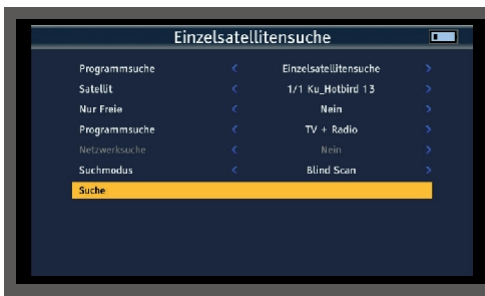 Einzelsatellitensuche
Programmsuche Einzelsatellitensuche
Satellit 1/1 Ku_Hotbird 13
Nur Freie Nein
Programmsuche TV + Radio
Netzwerksuche Nein
Suchmodus Blind Scan
Suche